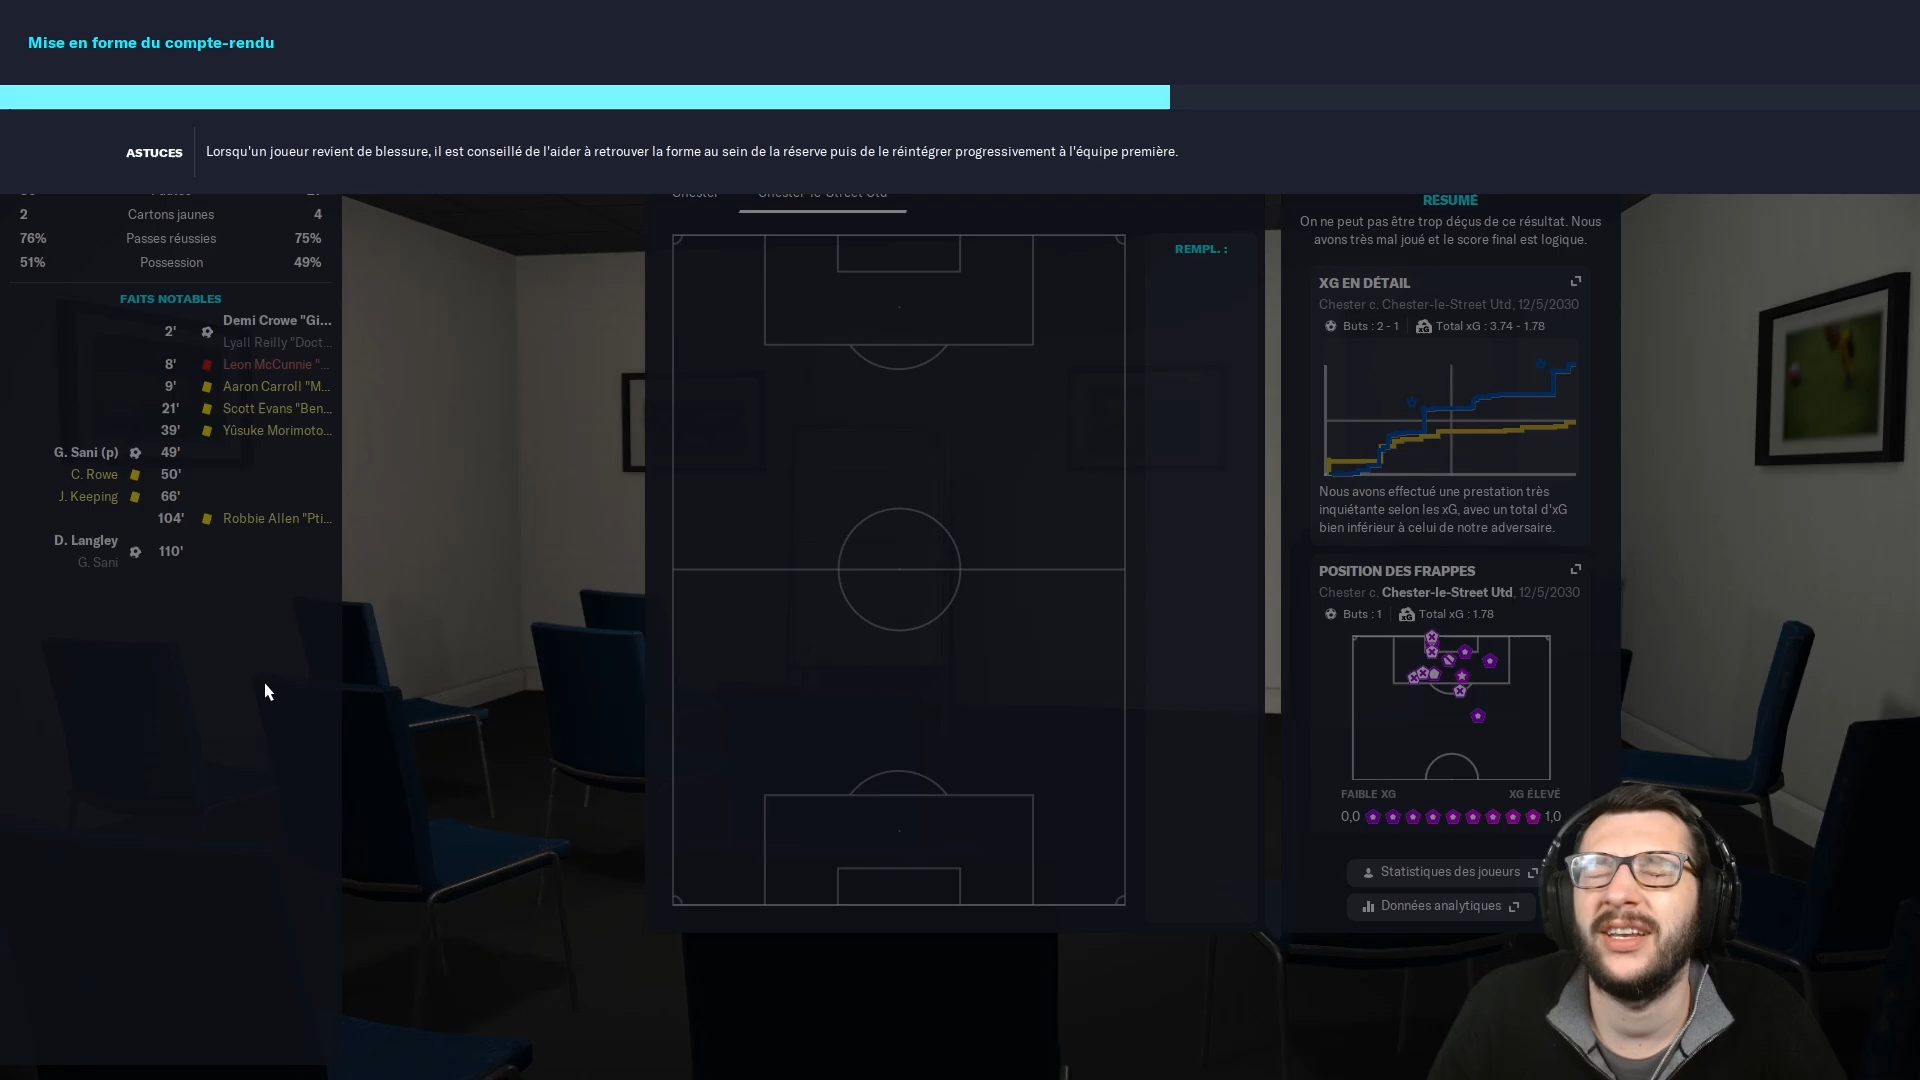 Mise en forme du compte-rendu
ASTUCES
Lorsqu'un joueur revient de blessure, il est conseillé de l'aider à retrouver la forme au sein de la réserve puis de le réintégrer progressivement à l'équipe première.
2 Cartons jaunes 4
76% Passes réussies 75%
51% Possession 49%
FAITS NOTABLES
2' Demi Crowe "Gi...
Lyall Reilly "Doct...
8' Leon McCunnie "...
9' Aaron Carroll "M...
21' Scott Evans "Ben...
39' Yûsuke Morimoto...
G. Sani (p) 49'
C. Rowe 50'
J. Keeping 66'
104' Robbie Allen "Pti...
D. Langley 110'
G. Sani
Chester Chester-le-Street Utd
REMPL. :
RÉSUMÉ
On ne peut pas être trop déçus de ce résultat. Nous
avons très mal joué et le score final est logique.
XG EN DÉTAIL
Chester c. Chester-le-Street Utd, 12/5/2030
Buts : 2 - 1 Total xG : 3.74 - 1.78
Nous avons effectué une prestation très
inquiétante selon les xG, avec un total d'xG
bien inférieur à celui de notre adversaire.
POSITION DES FRAPPES
Chester c. Chester-le-Street Utd, 12/5/2030
Buts : 1 Total xG : 1.78
FAIBLE XG XG ÉLEVÉ
0,0 1,0
Statistiques des joueurs
Données analytiques